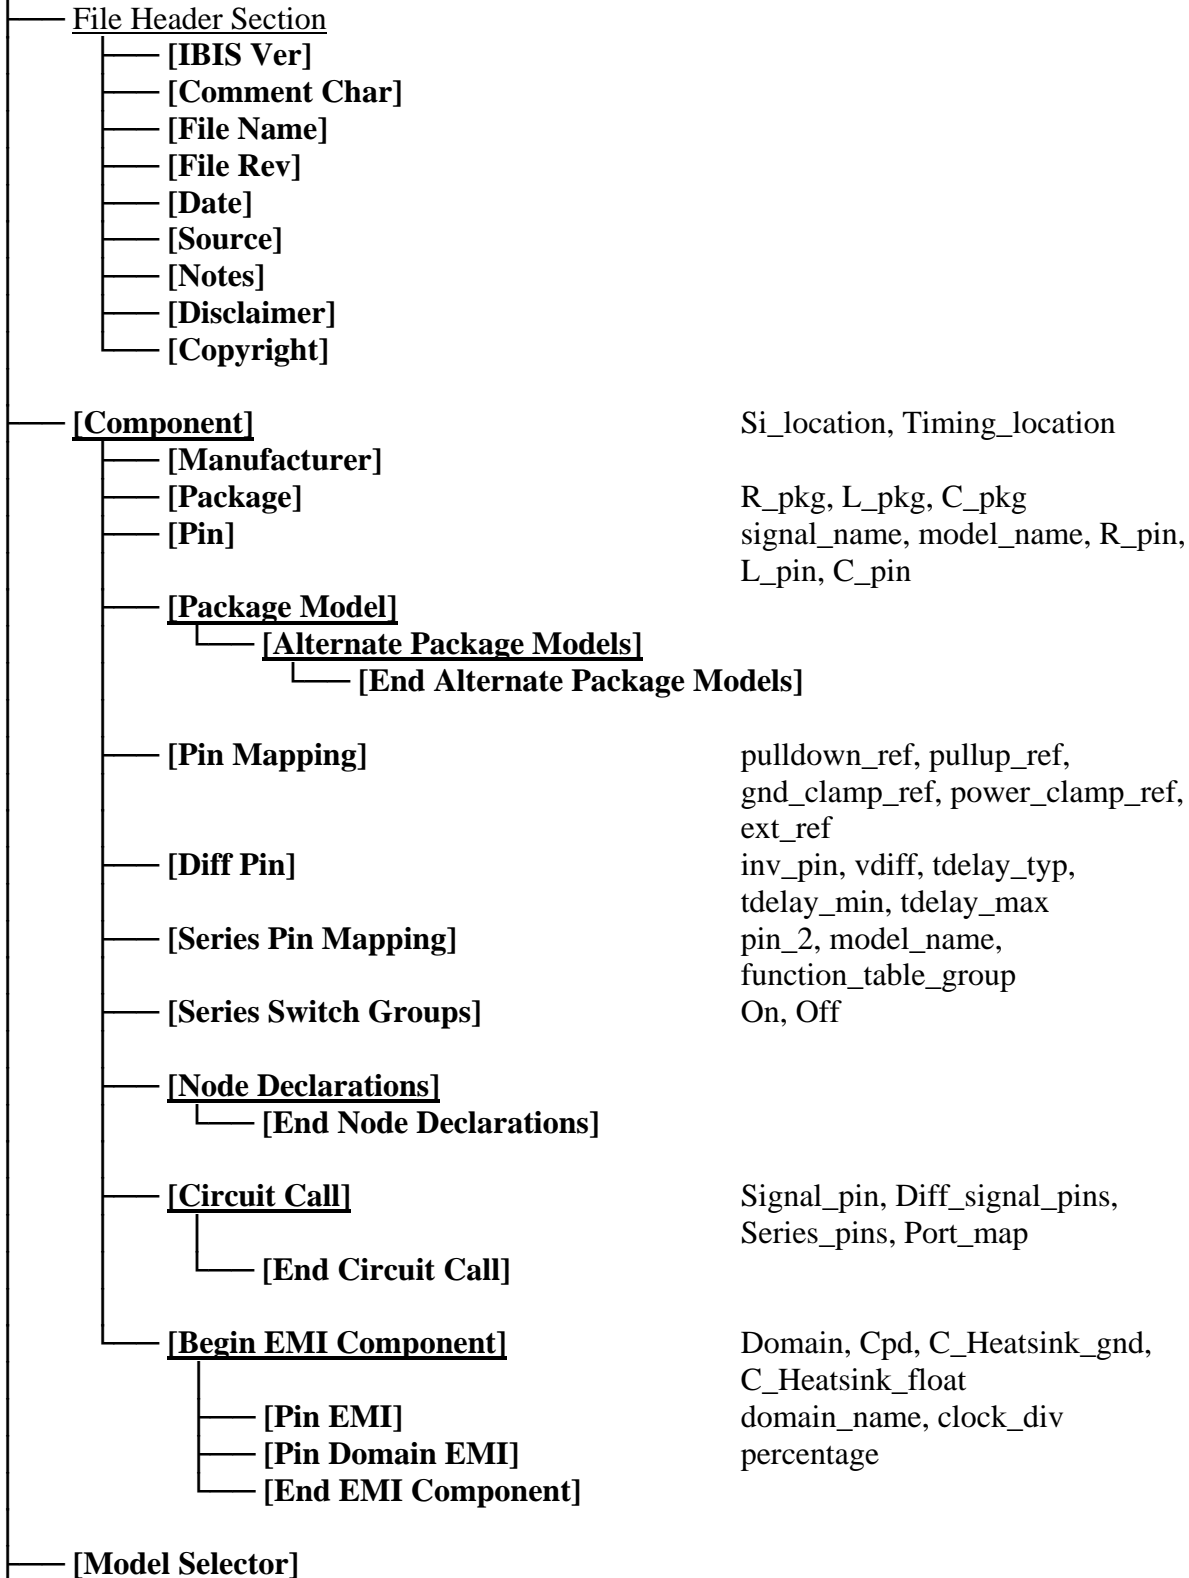 File Header Section
[IBIS Ver]
[Comment Char]
[File Name]
[File Rev]
[Date]
[Source]
[Notes]
[Disclaimer]
[Copyright]
[Component] Si_location, Timing_location
[Manufacturer]
[Package] R_pkg, L_pkg, C_pkg
[Pin] signal_name, model_name, R_pin,
L_pin, C_pin
[Package Model]
[Alternate Package Models]
[End Alternate Package Models]
[Pin Mapping] pulldown_ref, pullup_ref,
gnd_clamp_ref, power_clamp_ref,
ext_ref
[Diff Pin] inv_pin, vdiff, tdelay_typ,
tdelay_min, tdelay_max
[Series Pin Mapping] pin_2, model_name,
function_table_group
[Series Switch Groups] On, Off
[Node Declarations]
[End Node Declarations]
[Circuit Call] Signal_pin, Diff_signal_pins,
Series_pins, Port_map
[End Circuit Call]
[Begin EMI Component] Domain, Cpd, C_Heatsink_gnd,
C_Heatsink_float
[Pin EMI] domain_name, clock_div
[Pin Domain EMI] percentage
[End EMI Component]
[Model Selector]